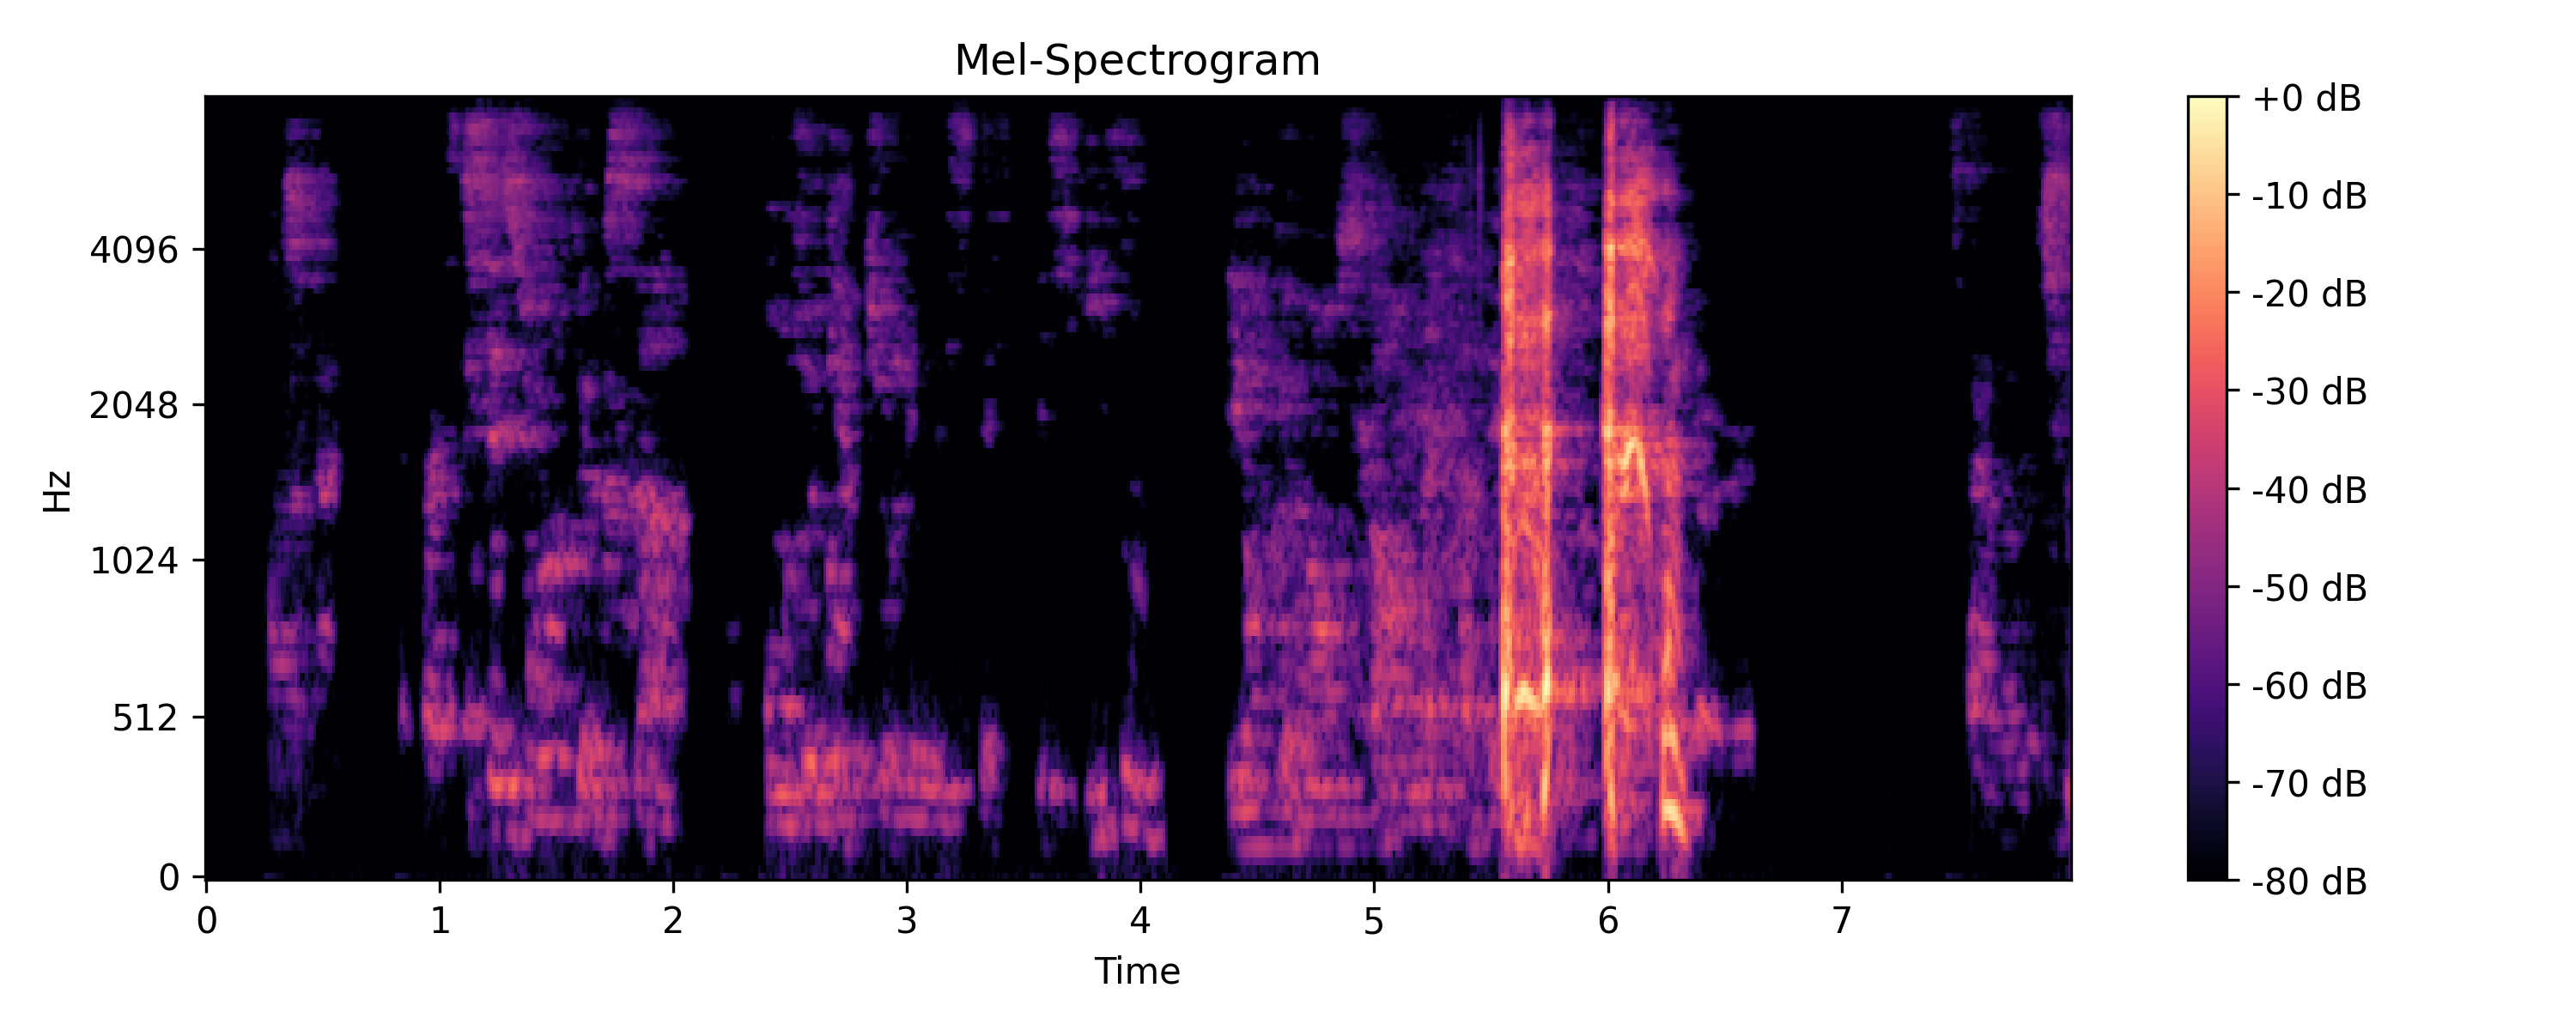 Mel-Spectrogram
+0 dB
-10 dB
-20 dB
-30 dB
-40 dB
-50 dB
-60 dB
-70 dB
-80 dB
Hz
4096
2048
1024
512
0
0 1 2 3 4 5 6 7
Time